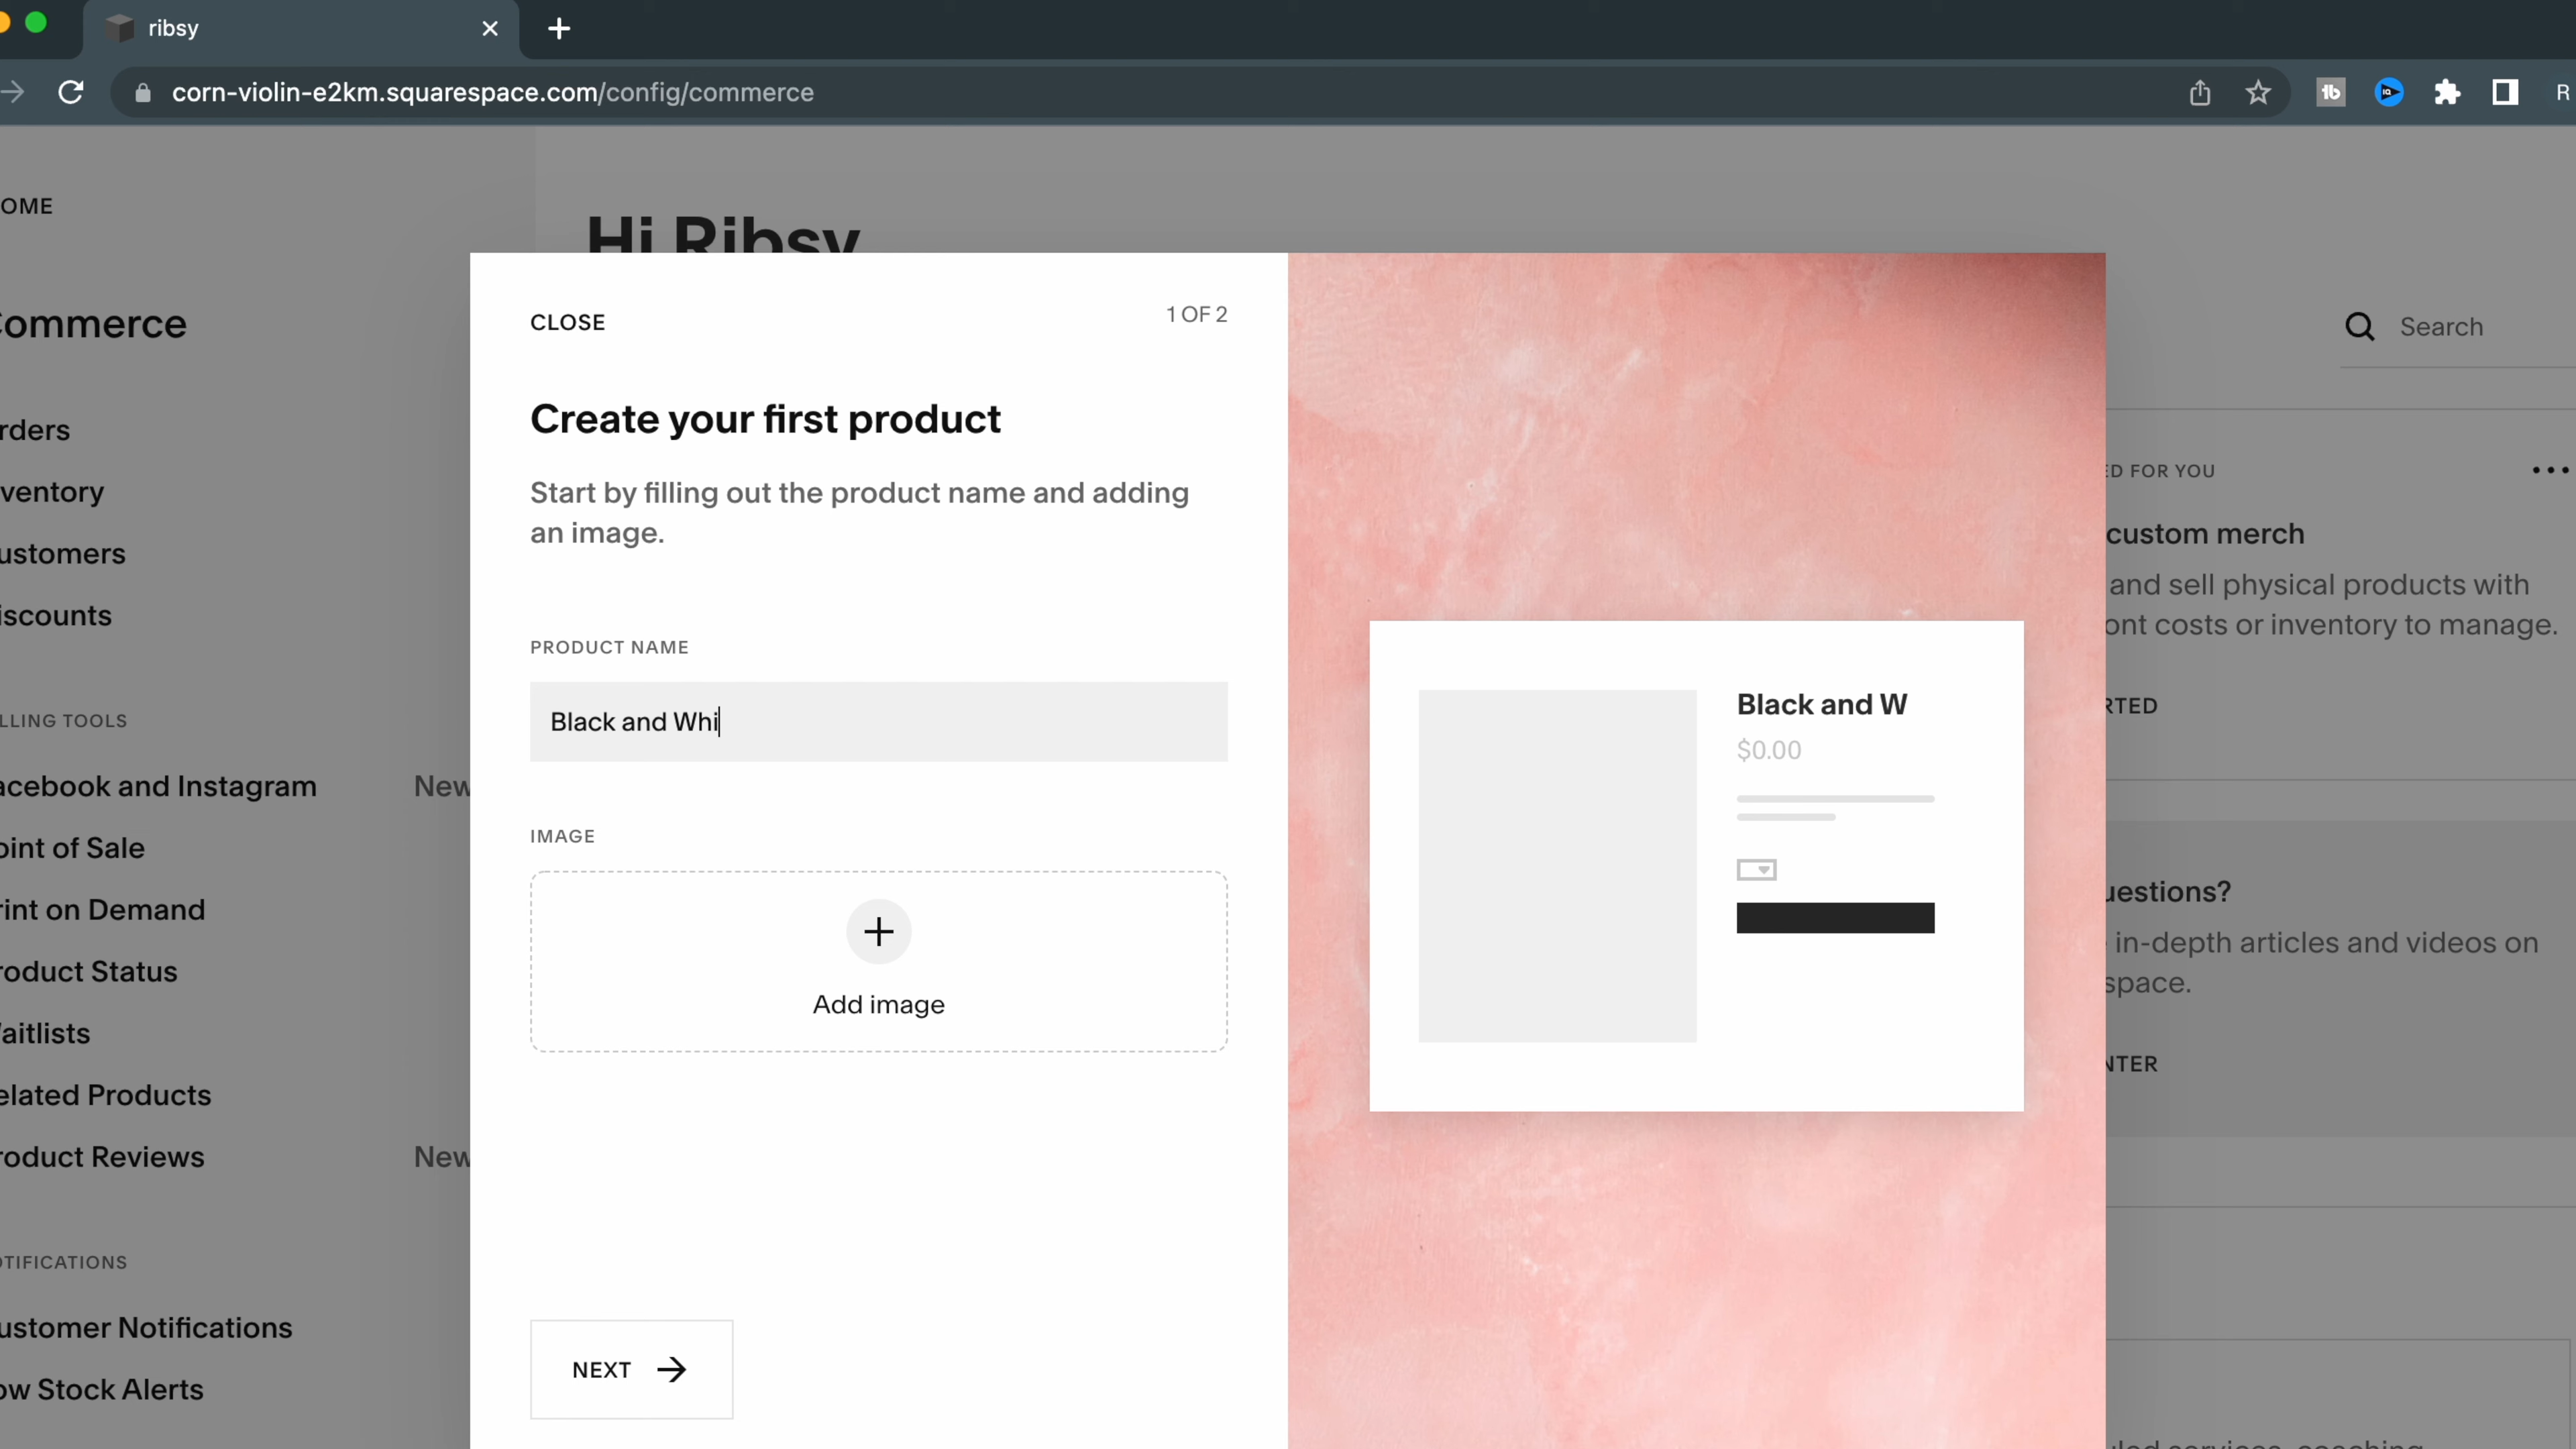 ribsy
corn-violin-e2km.squarespace.com/config/commerce
R
OME
Hi Ribsy
ommerce
rders
ventory
ustomers
iscounts
LLING TOOLS
acebook and Instagram New
oint of Sale
rint on Demand
roduct Status
aitlists
elated Products
roduct Reviews New
OTIFICATIONS
ustomer Notifications
ow Stock Alerts
CLOSE
1 OF 2
Create your first product
Start by filling out the product name and adding
an image.
PRODUCT NAME
Black and Whi
IMAGE
Add image
NEXT
Black and W
$0.00
Search
ED FOR YOU
custom merch
and sell physical products with
ont costs or inventory to manage.
RTED
uestions?
in-depth articles and videos on
space.
NTER